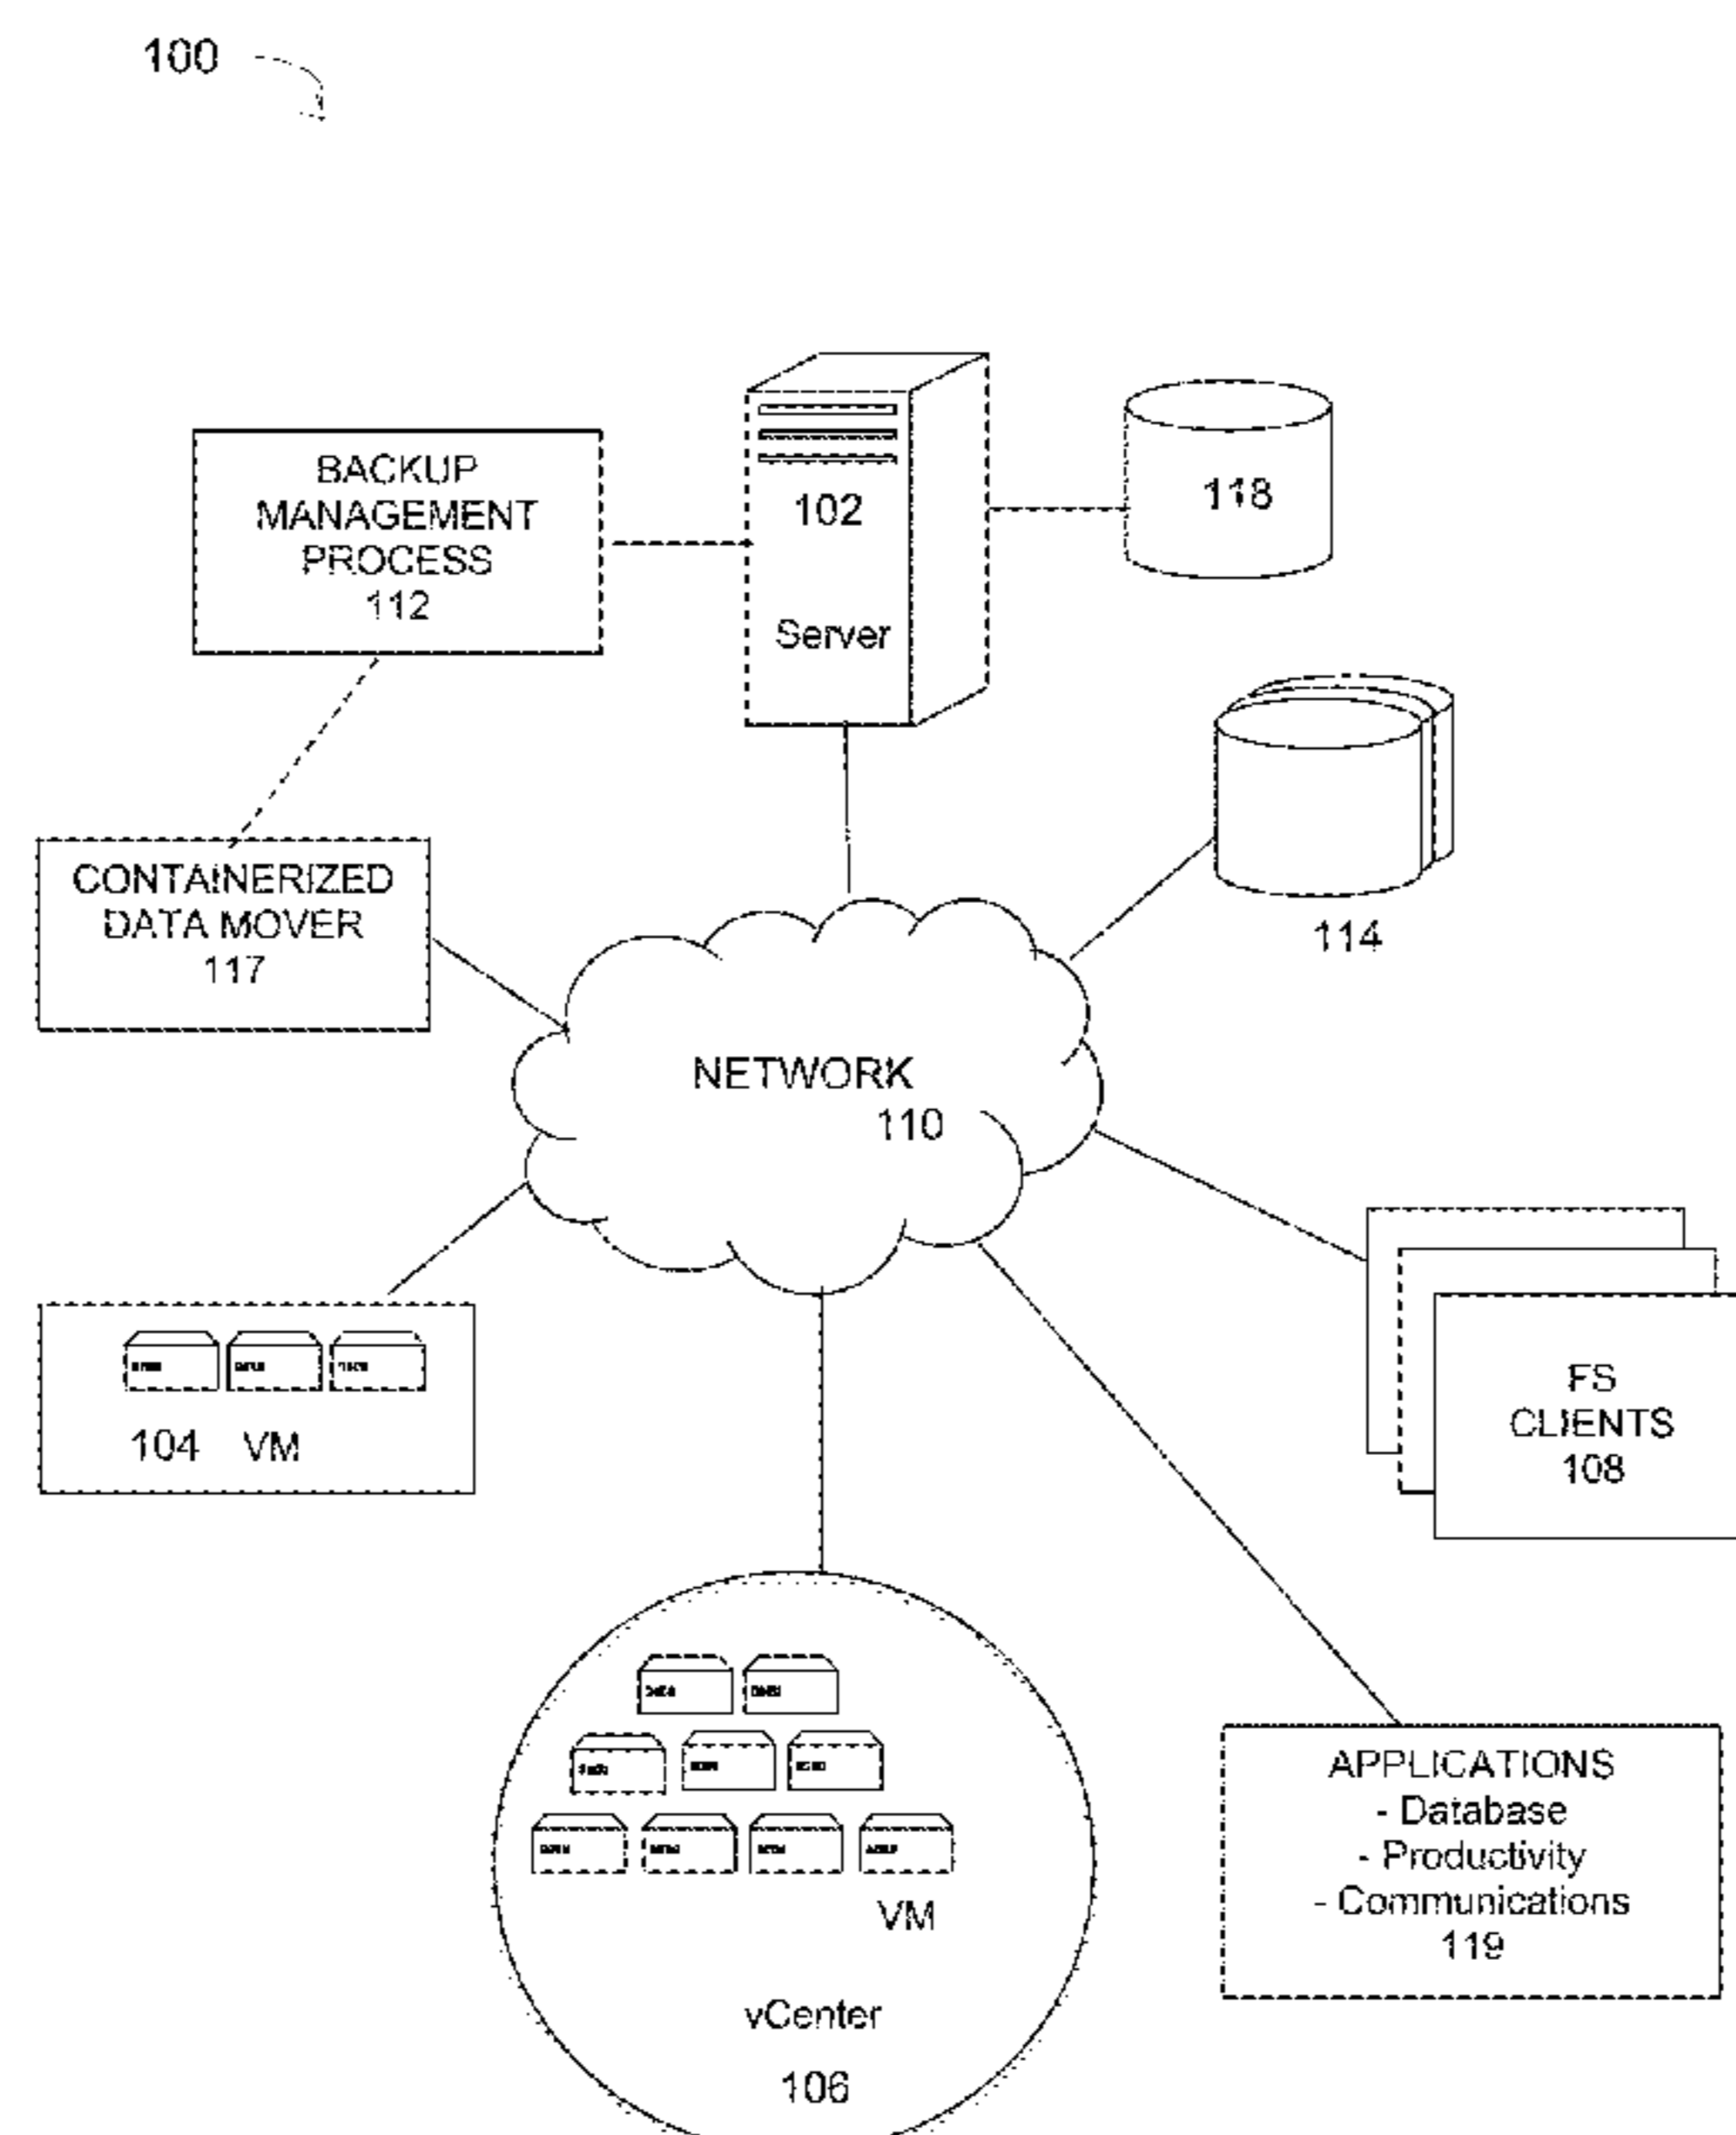 100
BACKUP
MANAGEMENT
PROCESS
112
102
Server
118
114
CONTAINERIZED
DATA MOVER
117
NETWORK
110
104 VM
FS
CLIENTS
108
VM
vCenter
106
APPLICATIONS
- Database
- Productivity
- Communications
119